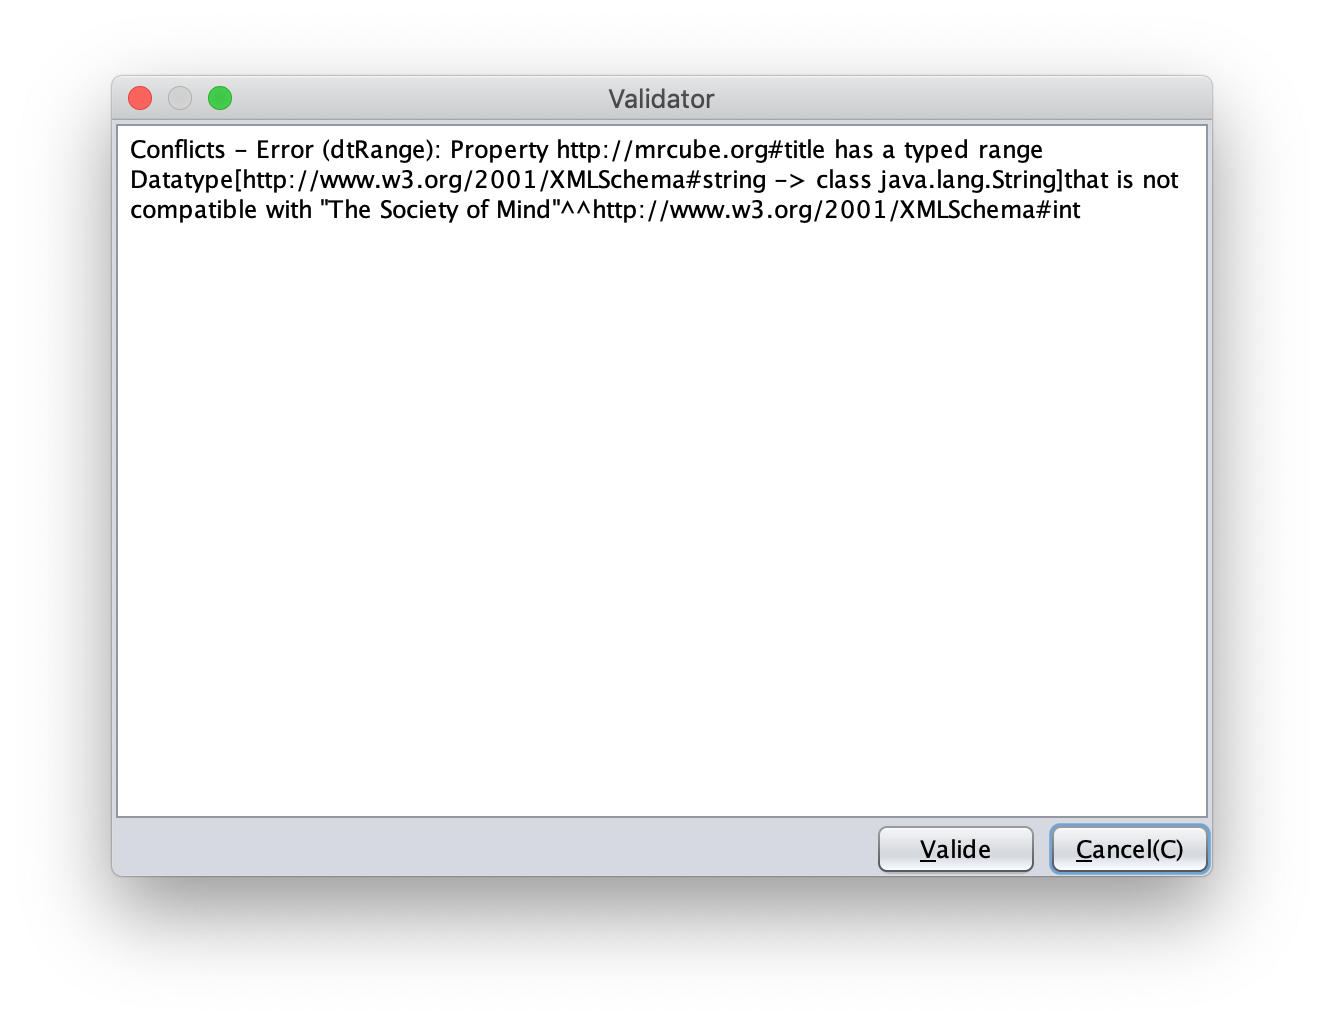 Validator
Conflicts - Error (dtRange): Property http://mrcube.org#title has a typed range
Datatype[http://www.w3.org/2001/XMLSchema#string -> class java.lang.String]that is not
compatible with "The Society of Mind"^^http://www.w3.org/2001/XMLSchema#int
Valide
Cancel(C)